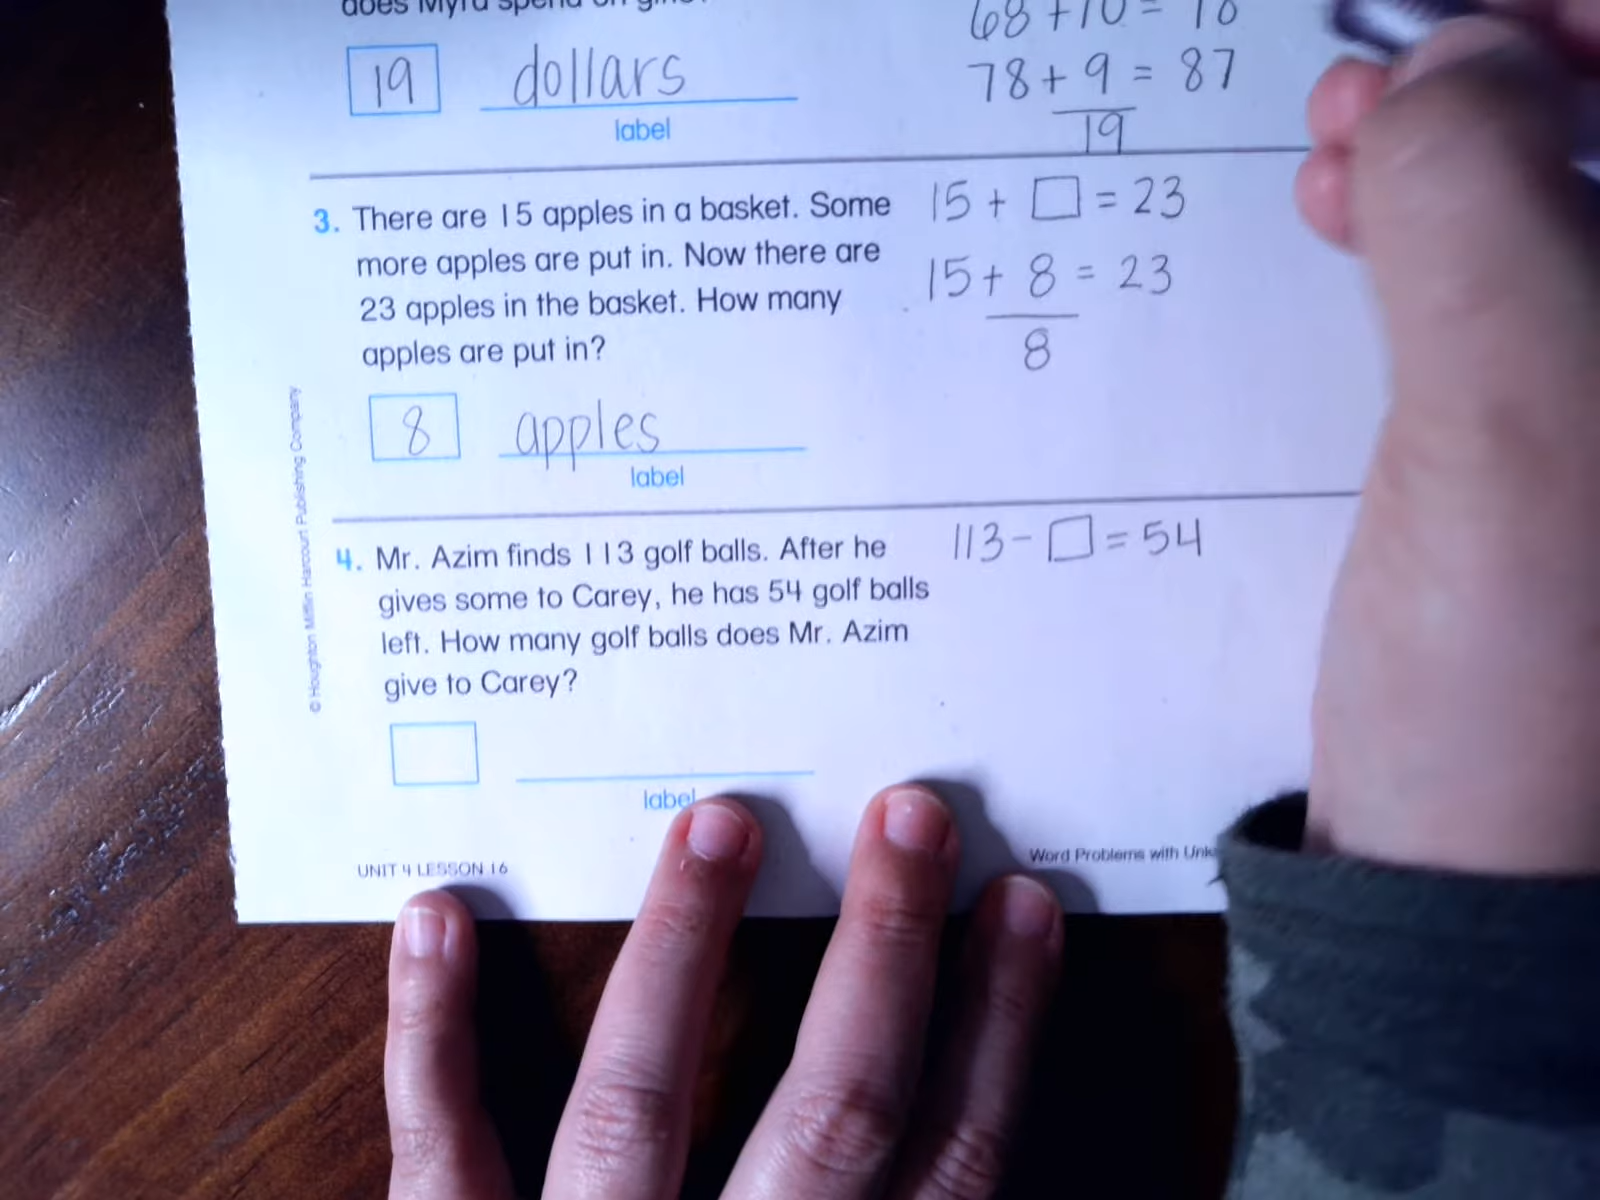 does Myra spend on
68 + 10 = 78
19 dollars
78 + 9 = 87
label
19
3. There are 15 apples in a basket. Some
more apples are put in. Now there are
23 apples in the basket. How many
apples are put in?
15 + □ = 23
15 + 8 = 23
8
8 apples
label
© Houghton Mifflin Harcourt Publishing Company
4. Mr. Azim finds 113 golf balls. After he
gives some to Carey, he has 54 golf balls
left. How many golf balls does Mr. Azim
give to Carey?
113 - □ = 54
label
UNIT 4 LESSON 16
Word Problems with